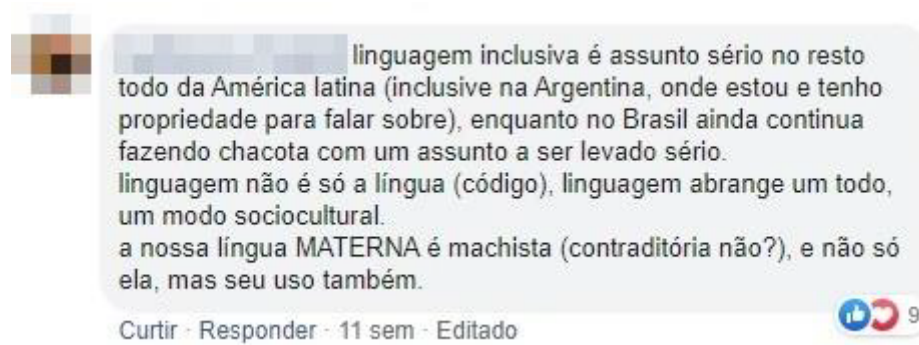 linguagem inclusiva é assunto sério no resto
todo da América latina (inclusive na Argentina, onde estou e tenho
propriedade para falar sobre), enquanto no Brasil ainda continua
fazendo chacota com um assunto a ser levado sério.
linguagem não é só a língua (código), linguagem abrange um todo,
um modo sociocultural.
a nossa língua MATERNA é machista (contraditória não?), e não só
ela, mas seu uso também.
Curtir · Responder · 11 sem · Editado
9